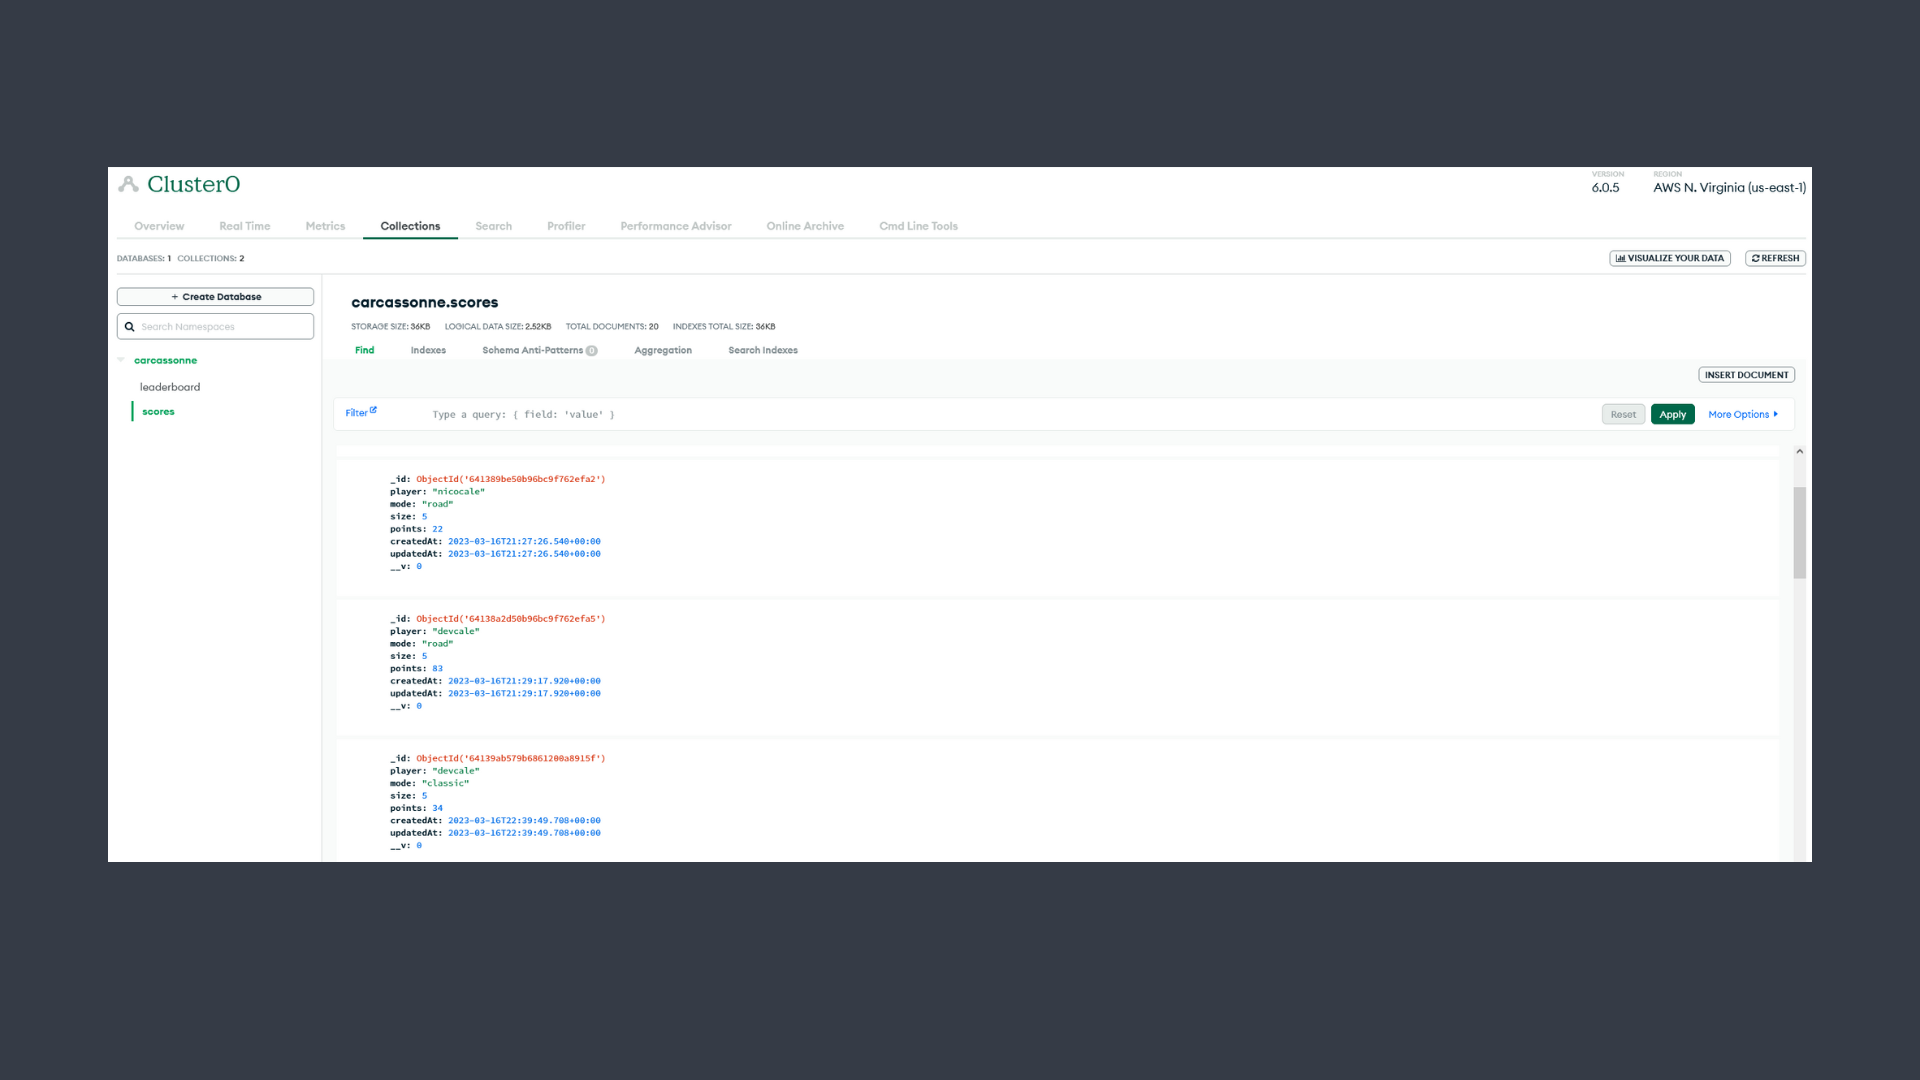 Cluster0
VERSION
6.0.5
REGION
AWS N. Virginia (us-east-1)
Overview Real Time Metrics Collections Search Profiler Performance Advisor Online Archive Cmd Line Tools
DATABASES: 1 COLLECTIONS: 2
VISUALIZE YOUR DATA REFRESH
+ Create Database
Search Namespaces
carcassonne
leaderboard
scores
carcassonne.scores
STORAGE SIZE: 36KB LOGICAL DATA SIZE: 2.52KB TOTAL DOCUMENTS: 20 INDEXES TOTAL SIZE: 36KB
Find Indexes Schema Anti-Patterns 0 Aggregation Search Indexes
INSERT DOCUMENT
Filter Type a query: { field: 'value' } Reset Apply More Options
_id: ObjectId('641389be50b96bc9f762efa2')
player: "nicocale"
mode: "road"
size: 5
points: 22
createdAt: 2023-03-16T21:27:26.540+00:00
updatedAt: 2023-03-16T21:27:26.540+00:00
__v: 0
_id: ObjectId('64138a2d50b96bc9f762efa5')
player: "devcale"
mode: "road"
size: 5
points: 83
createdAt: 2023-03-16T21:29:17.920+00:00
updatedAt: 2023-03-16T21:29:17.920+00:00
__v: 0
_id: ObjectId('64139ab579b6861200a8915f')
player: "devcale"
mode: "classic"
size: 5
points: 34
createdAt: 2023-03-16T22:39:49.708+00:00
updatedAt: 2023-03-16T22:39:49.708+00:00
__v: 0